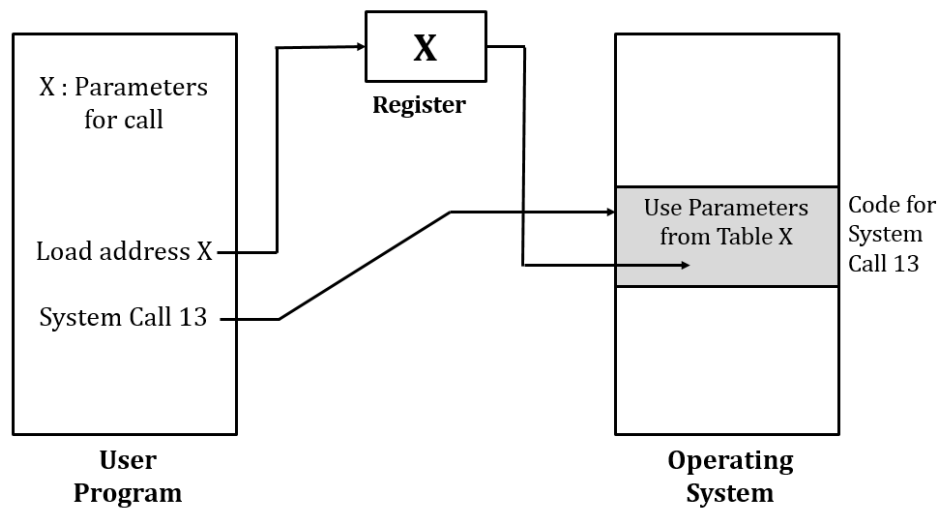 X : Parameters
for call
Load address X
System Call 13
User
Program
X
Register
Use Parameters
from Table X
Code for
System
Call 13
Operating
System